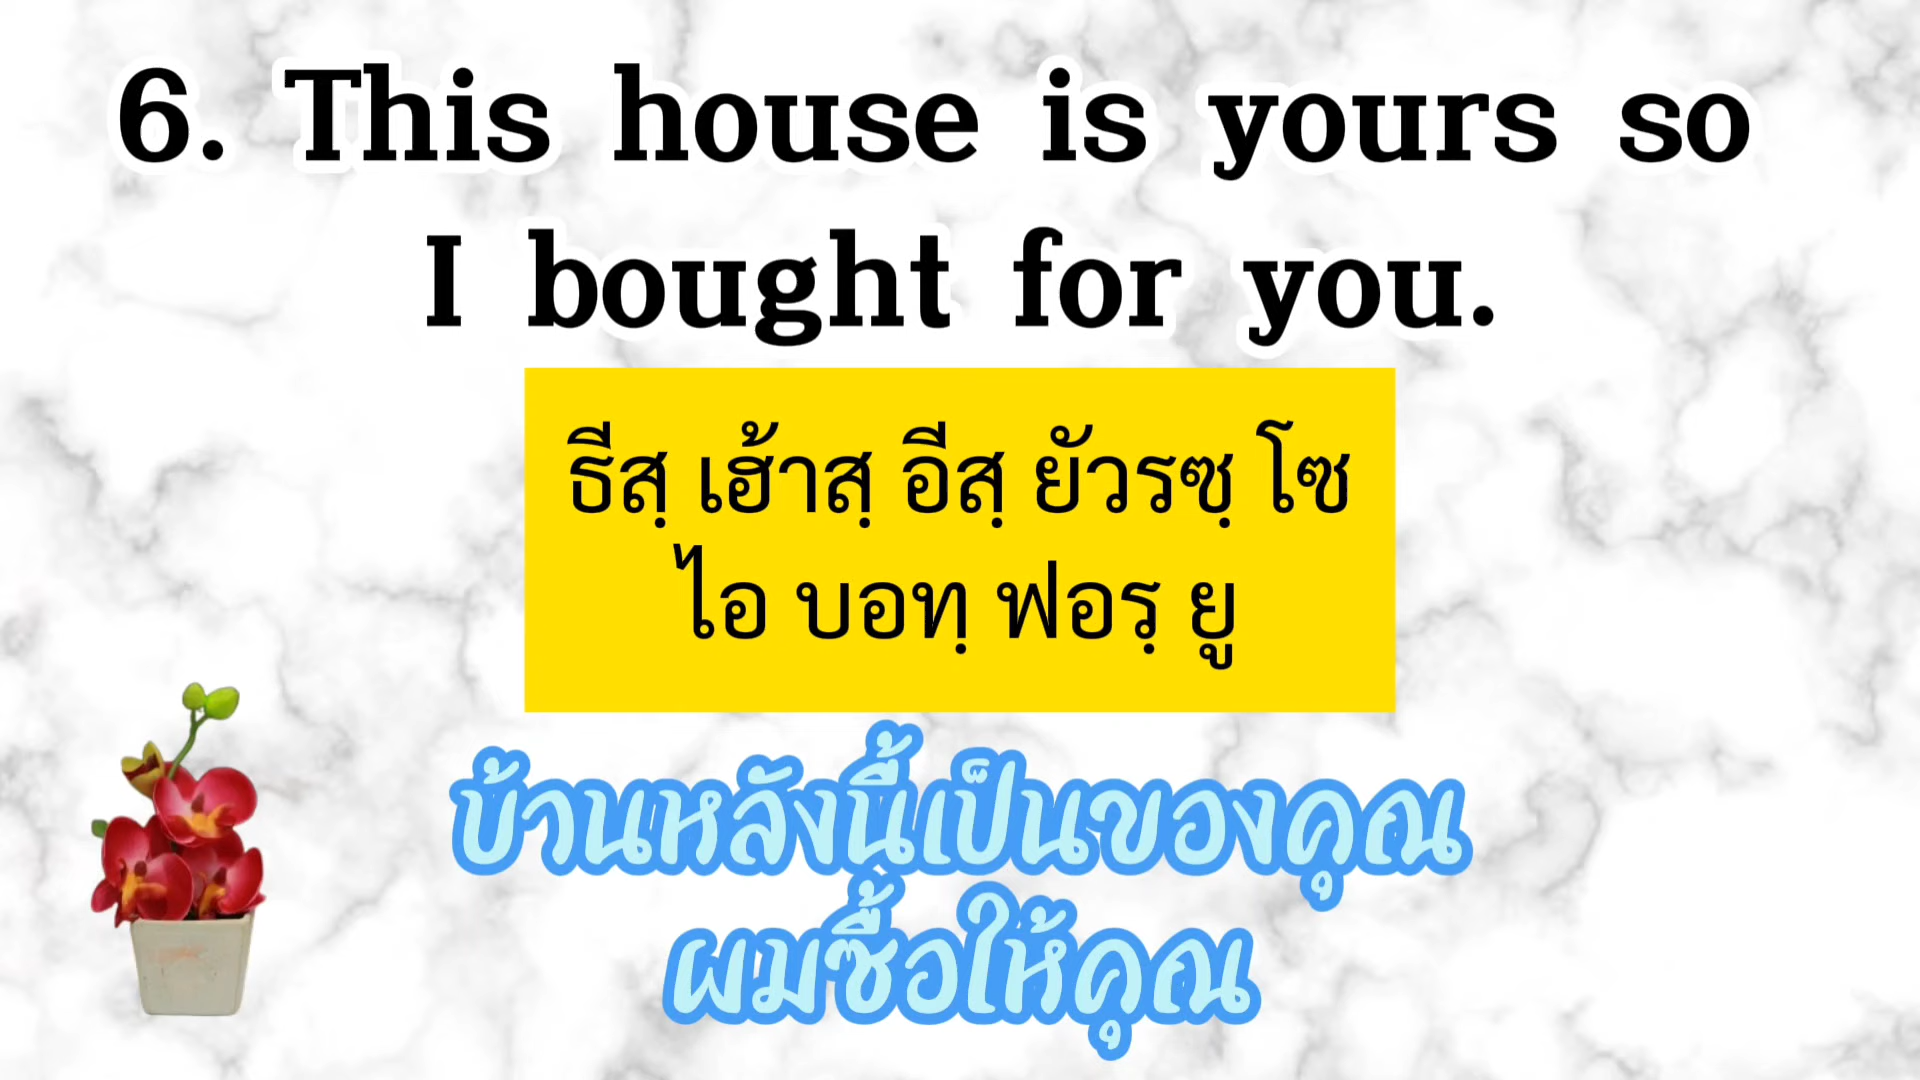 6. This house is yours so
I bought for you.
ธีสฺ เฮ้าสฺ อีสฺ ยัวรซฺ โซ
ไอ บอทฺ ฟอรฺ ยู
บ้านหลังนี้เป็นของคุณ
ผมซื้อให้คุณ